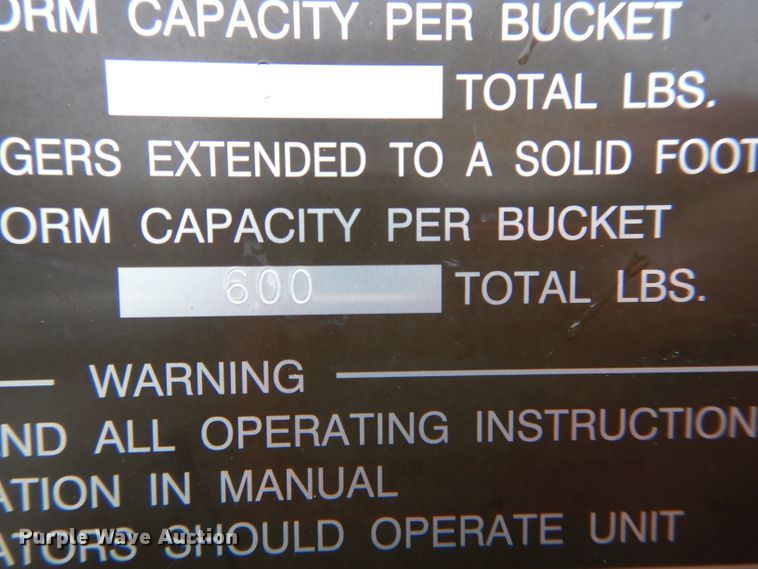 ORM CAPACITY PER BUCKET
TOTAL LBS.
GERS EXTENDED TO A SOLID FOOT
ORM CAPACITY PER BUCKET
600 TOTAL LBS.
WARNING
ND ALL OPERATING INSTRUCTION
ATION IN MANUAL
ATORS SHOULD OPERATE UNIT
Purple Wave Auction